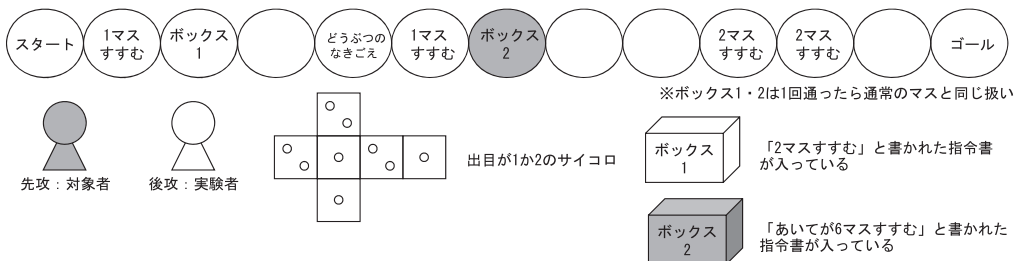 スタート
1マス
すすむ
ボックス
1
どうぶつの
なきごえ
1マス
すすむ
ボックス
2
2マス
すすむ
2マス
すすむ
ゴール
※ボックス1・2は1回通ったら通常のマスと同じ扱い
先攻：対象者
後攻：実験者
出目が1か2のサイコロ
ボックス
1
「2マスすすむ」と書かれた指令書
が入っている
ボックス
2
「あいてが6マスすすむ」と書かれた
指令書が入っている